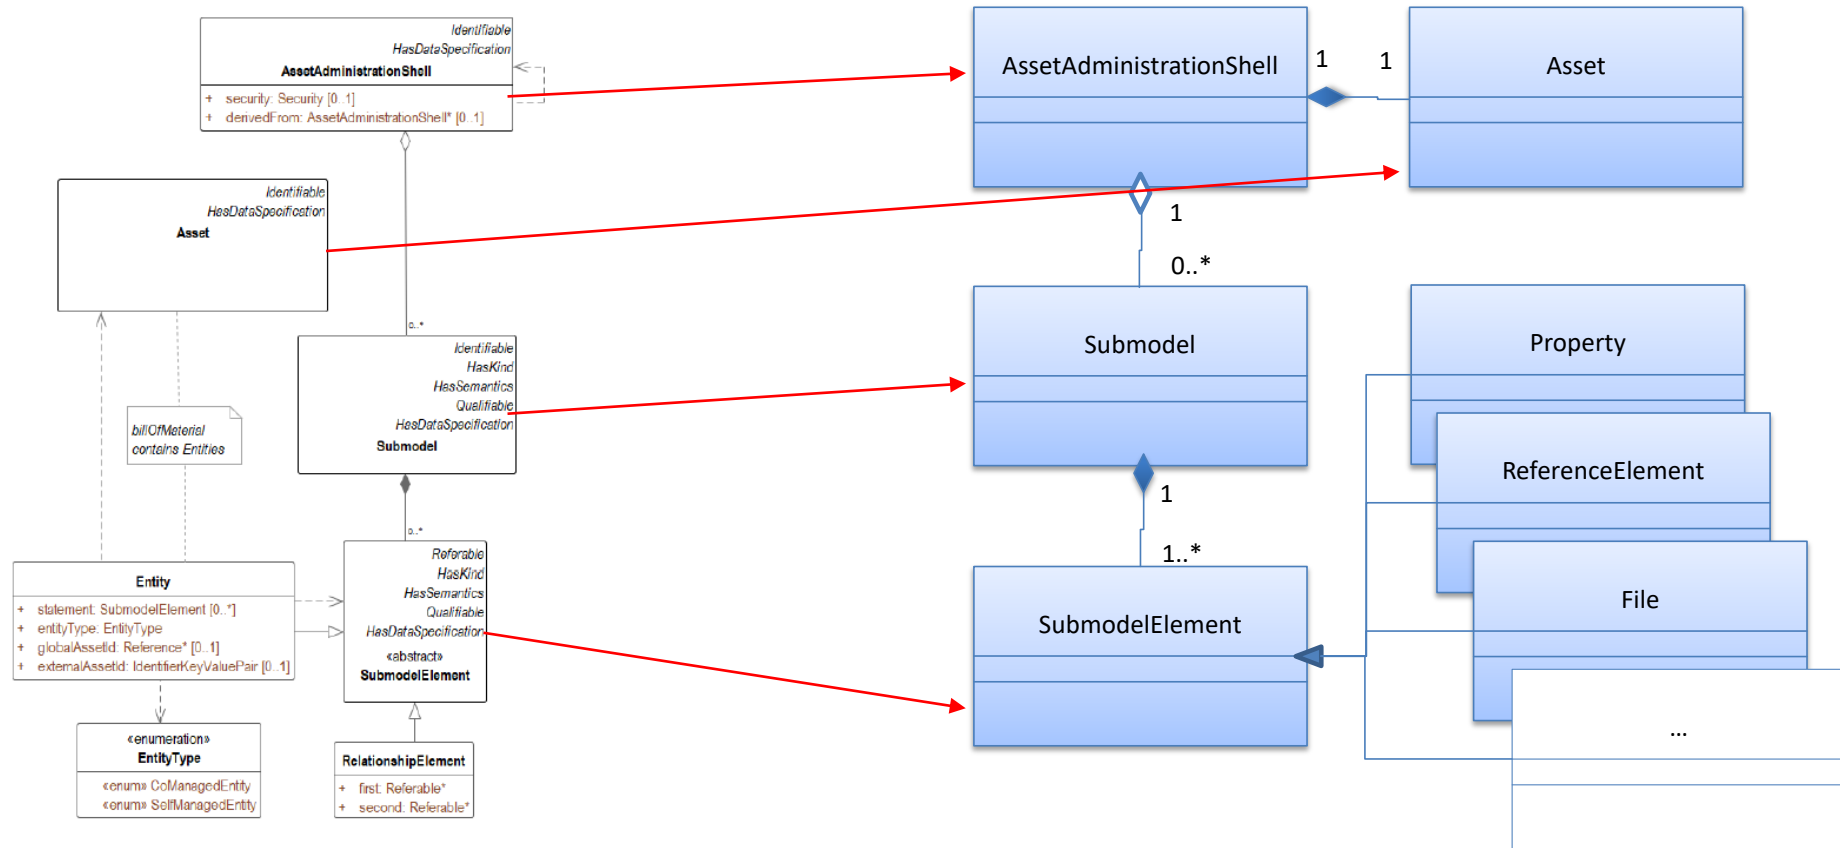 Identifiable
HasDataSpecification
AssetAdministrationShell
+ security: Security [0..1]
+ derivedFrom: AssetAdministrationShell* [0..1]
Identifiable
HasDataSpecification
Asset
0..*
Identifiable
HasKind
HasSemantics
Qualifiable
HasDataSpecification
Submodel
billOfMaterial
contains Entities
0..*
Referable
HasKind
HasSemantics
Qualifiable
HasDataSpecification
«abstract»
SubmodelElement
Entity
+ statement: SubmodelElement [0..*]
+ entityType: EntityType
+ globalAssetId: Reference* [0..1]
+ externalAssetId: IdentifierKeyValuePair [0..1]
«enumeration»
EntityType
«enum» CoManagedEntity
«enum» SelfManagedEntity
RelationshipElement
+ first: Referable*
+ second: Referable*
AssetAdministrationShell
1
1
Asset
1
0..*
Submodel
1
1..*
SubmodelElement
Property
ReferenceElement
File
...